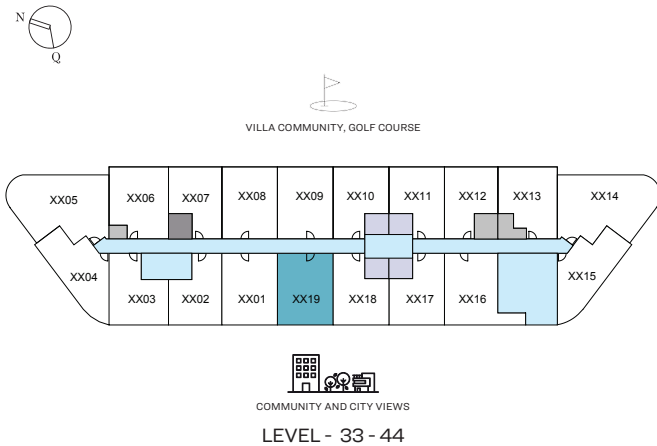 N
Q
VILLA COMMUNITY, GOLF COURSE
XX05 XX06 XX07 XX08 XX09 XX10 XX11 XX12 XX13 XX14
XX04 XX03 XX02 XX01 XX19 XX18 XX17 XX16 XX15
COMMUNITY AND CITY VIEWS
LEVEL - 33 - 44